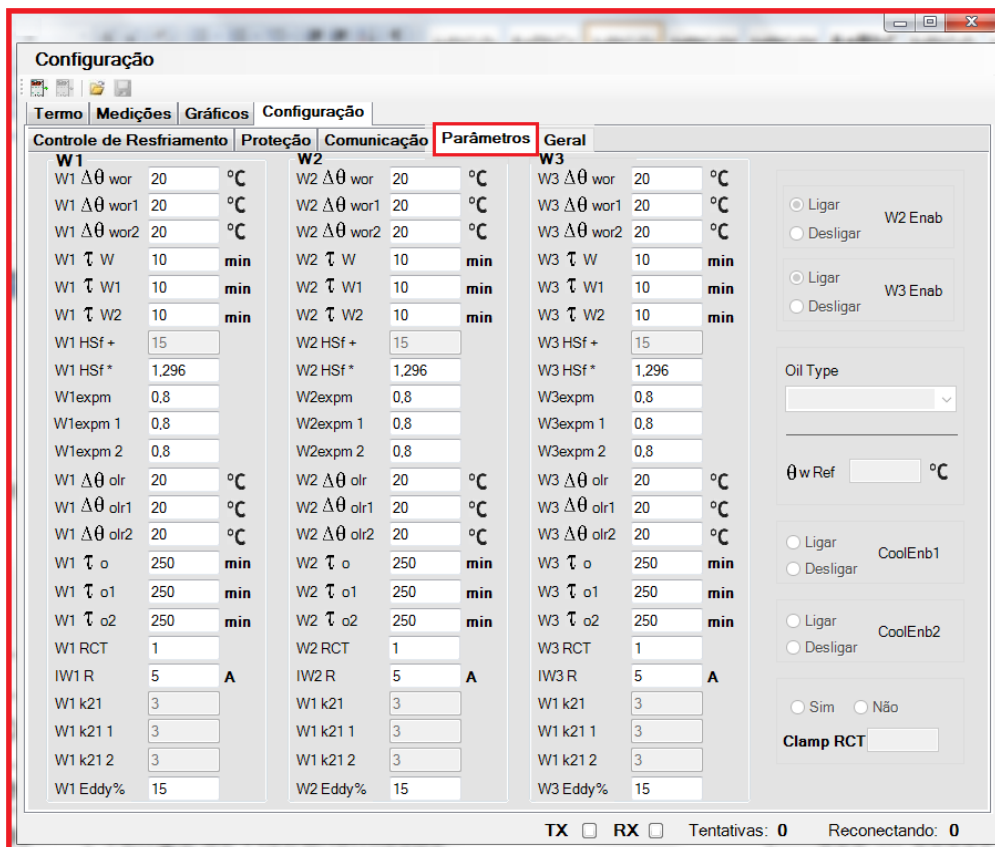 Configuração
Termo Medições Gráficos Configuração
Controle de Resfriamento Proteção Comunicação Parâmetros Geral
W1
W1 Δθ wor 20 °C
W1 Δθ wor1 20 °C
W1 Δθ wor2 20 °C
W1 τ W 10 min
W1 τ W1 10 min
W1 τ W2 10 min
W1 HSf + 15
W1 HSf * 1,296
W1expm 0,8
W1expm 1 0,8
W1expm 2 0,8
W1 Δθ olr 20 °C
W1 Δθ olr1 20 °C
W1 Δθ olr2 20 °C
W1 τ o 250 min
W1 τ o1 250 min
W1 τ o2 250 min
W1 RCT 1
IW1 R 5 A
W1 k21 3
W1 k21 1 3
W1 k21 2 3
W1 Eddy% 15
W2
W2 Δθ wor 20 °C
W2 Δθ wor1 20 °C
W2 Δθ wor2 20 °C
W2 τ W 10 min
W2 τ W1 10 min
W2 τ W2 10 min
W2 HSf + 15
W2 HSf * 1,296
W2expm 0,8
W2expm 1 0,8
W2expm 2 0,8
W2 Δθ olr 20 °C
W2 Δθ olr1 20 °C
W2 Δθ olr2 20 °C
W2 τ o 250 min
W2 τ o1 250 min
W2 τ o2 250 min
W2 RCT 1
IW2 R 5 A
W1 k21 3
W1 k21 1 3
W1 k21 2 3
W2 Eddy% 15
W3
W3 Δθ wor 20 °C
W3 Δθ wor1 20 °C
W3 Δθ wor2 20 °C
W3 τ W 10 min
W3 τ W1 10 min
W3 τ W2 10 min
W3 HSf + 15
W3 HSf * 1,296
W3expm 0,8
W3expm 1 0,8
W3expm 2 0,8
W3 Δθ olr 20 °C
W3 Δθ olr1 20 °C
W3 Δθ olr2 20 °C
W3 τ o 250 min
W3 τ o1 250 min
W3 τ o2 250 min
W3 RCT 1
IW3 R 5 A
W1 k21 3
W1 k21 1 3
W1 k21 2 3
W3 Eddy% 15
Ligar
W2 Enab
Desligar
Ligar
W3 Enab
Desligar
Oil Type
θ w Ref °C
Ligar
CoolEnb1
Desligar
Ligar
CoolEnb2
Desligar
Sim Não
Clamp RCT
TX RX Tentativas: 0 Reconectando: 0